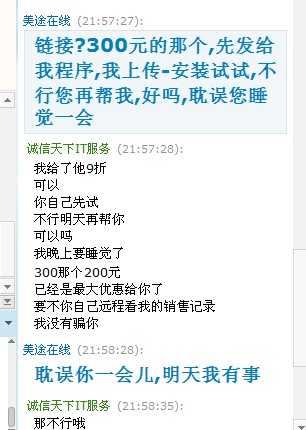 美途在线 (21:57:27):
链接?300元的那个,先发给
我程序,我上传-安装试试,不
行您再帮我,好吗,耽误您睡
觉一会
诚信天下IT服务 (21:57:28):
我给了他9折
可以
你自己先试
不行明天再帮你
可以吗
我晚上要睡觉了
300那个200元
已经是最大优惠给你了
要不你自己远程看我的销售记录
我没有骗你
美途在线 (21:58:28):
耽误你一会儿,明天我有事
诚信天下IT服务 (21:58:35):
那不行哦